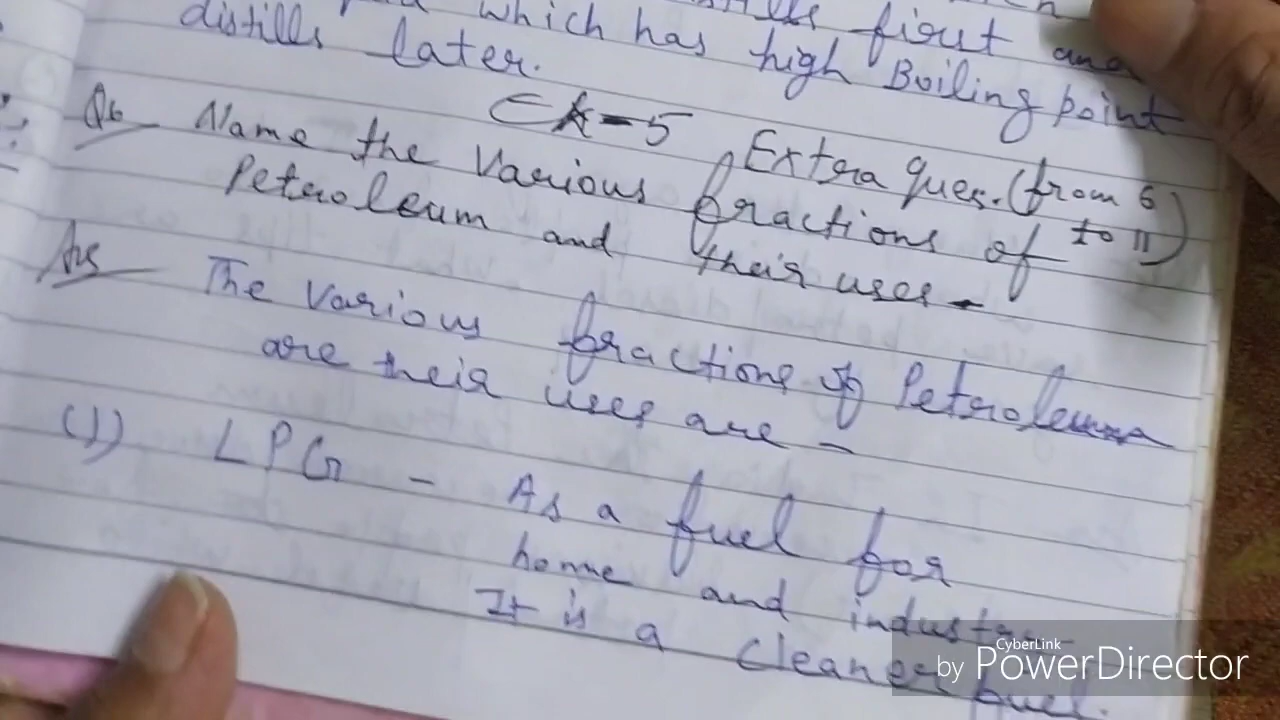 first and
which has high Boiling point
distills later.
Ch-5 Extra Ques. (from 6 to 11)
Q6 Name the Various fractions of
Petroleum and their uses -
Ans The Various fractions of Petroleum
are their uses are -
(1) LPG - As a fuel for
home and industry
It is a cleaner fuel.
CyberLink
by PowerDirector